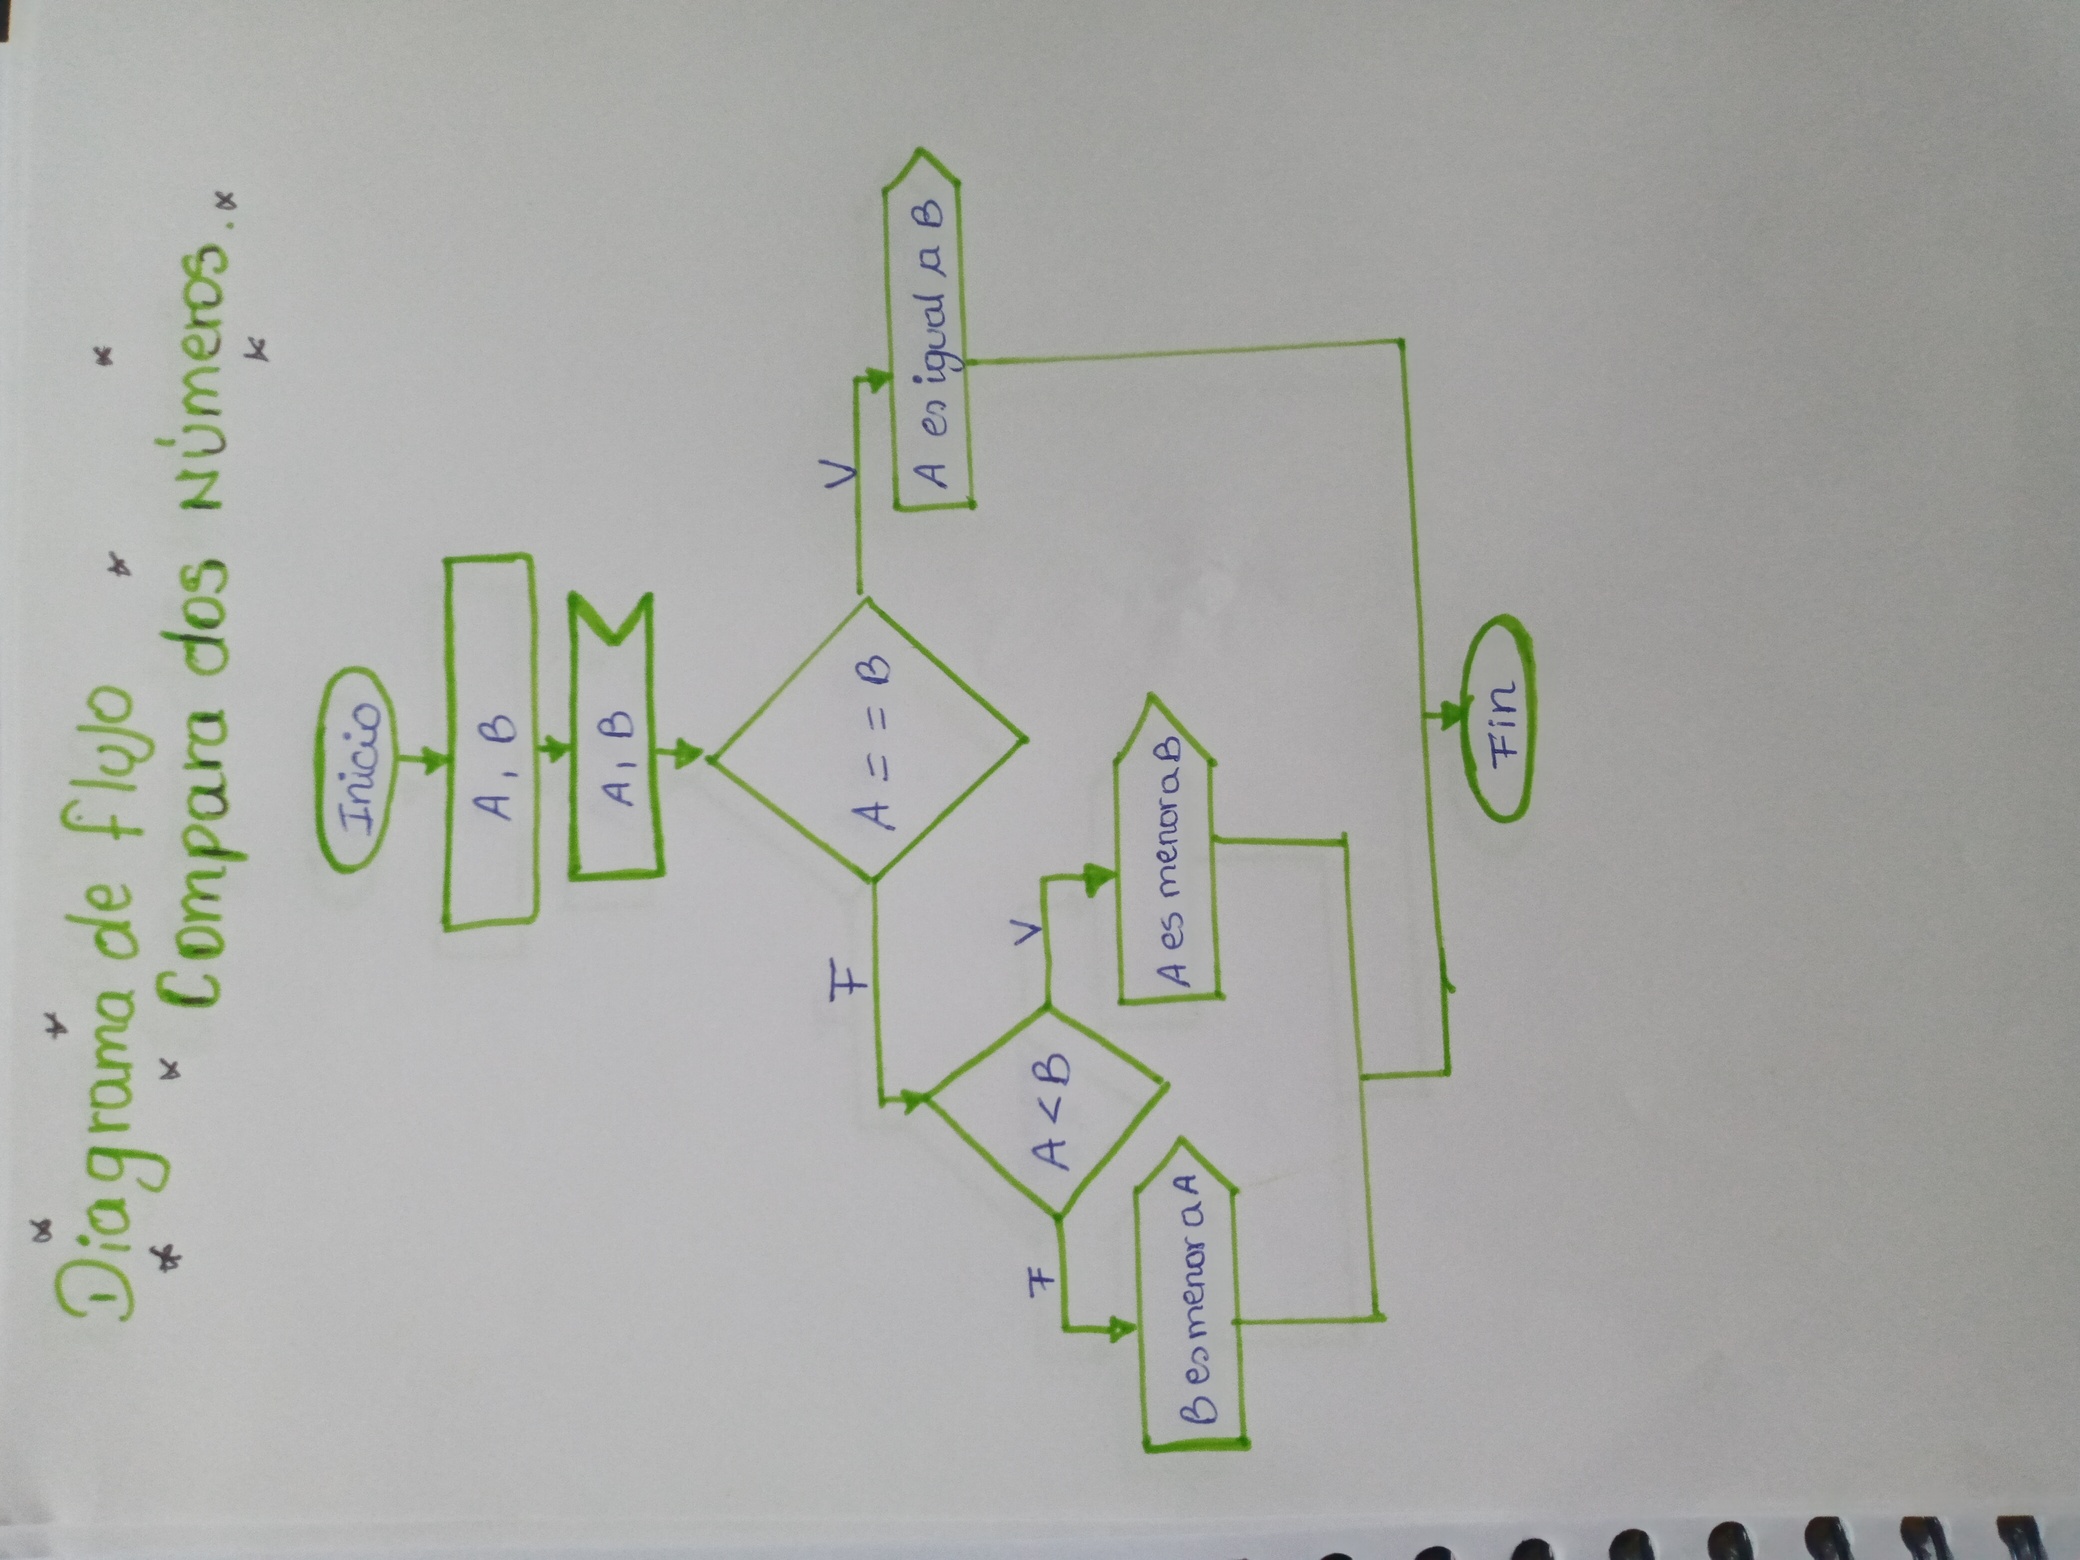 Diagrama de flujo
Compara dos Números.
Inicio
A, B
A, B
A = = B
F
V
A es igual a B
A < B
F
V
B es menor a A
A es menor a B
Fin